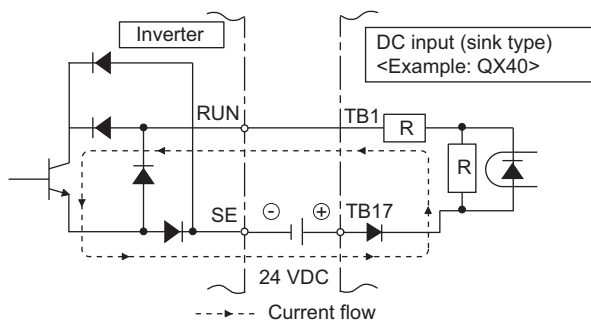 Inverter
DC input (sink type)
<Example: QX40>
RUN
TB1
R
R
SE
⊖
⊕
TB17
24 VDC
Current flow